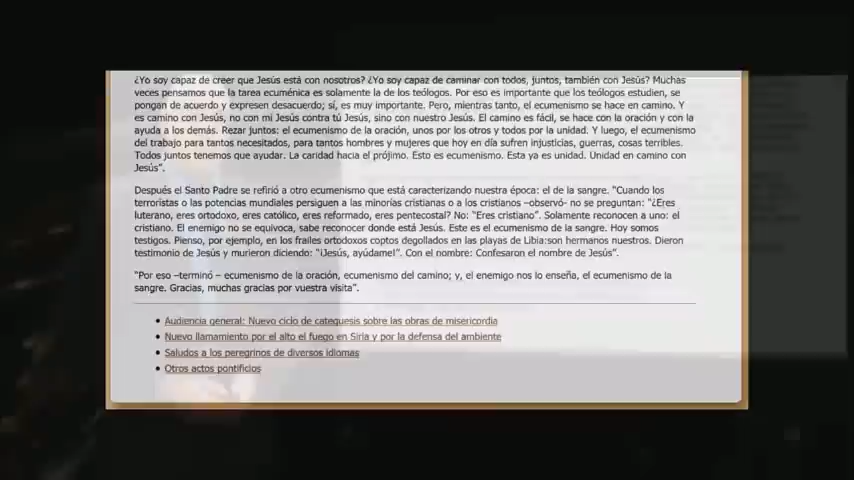 ¿Yo soy capaz de creer que Jesús está con nosotros? ¿Yo soy capaz de caminar con todos, juntos, también con Jesús? Muchas
veces pensamos que la tarea ecuménica es solamente la de los teólogos. Por eso es importante que los teólogos estudien, se
pongan de acuerdo y expresen desacuerdo; sí, es muy importante. Pero, mientras tanto, el ecumenismo se hace en camino. Y
es camino con Jesús, no con mi Jesús contra tú Jesús, sino con nuestro Jesús. El camino es fácil, se hace con la oración y con la
ayuda a los demás. Rezar juntos: el ecumenismo de la oración, unos por los otros y todos por la unidad. Y luego, el ecumenismo
del trabajo para tantos necesitados, para tantos hombres y mujeres que hoy en día sufren injusticias, guerras, cosas terribles.
Todos juntos tenemos que ayudar. La caridad hacia el prójimo. Esto es ecumenismo. Esta ya es unidad. Unidad en camino con
Jesús".
Después el Santo Padre se refirió a otro ecumenismo que está caracterizando nuestra época: el de la sangre. "Cuando los
terroristas o las potencias mundiales persiguen a las minorías cristianas o a los cristianos –observó- no se preguntan: "¿Eres
luterano, eres ortodoxo, eres católico, eres reformado, eres pentecostal? No: "Eres cristiano". Solamente reconocen a uno: el
cristiano. El enemigo no se equivoca, sabe reconocer donde está Jesús. Este es el ecumenismo de la sangre. Hoy somos
testigos. Pienso, por ejemplo, en los frailes ortodoxos coptos degollados en las playas de Libia:son hermanos nuestros. Dieron
testimonio de Jesús y murieron diciendo: "¡Jesús, ayúdame!". Con el nombre: Confesaron el nombre de Jesús".
"Por eso –terminó – ecumenismo de la oración, ecumenismo del camino; y, el enemigo nos lo enseña, el ecumenismo de la
sangre. Gracias, muchas gracias por vuestra visita".
Audiencia general: Nuevo ciclo de catequesis sobre las obras de misericordia
Nuevo llamamiento por el alto el fuego en Siria y por la defensa del ambiente
Saludos a los peregrinos de diversos idiomas
Otros actos pontificios